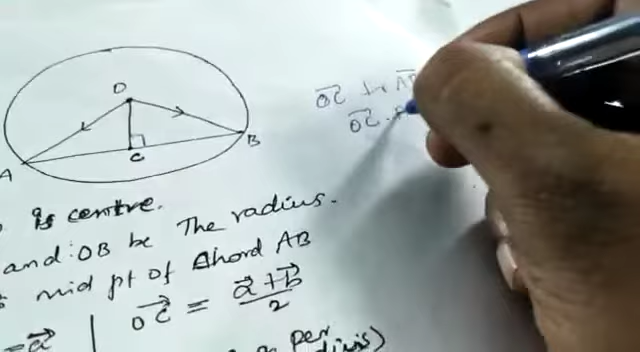 O
A
B
C
OC⃗ ⊥r AB⃗
OC⃗ .
is centre.
and OB be The radius.
mid pt of Chord AB
= a⃗ | OC⃗ = (a⃗ + b⃗)/2
per